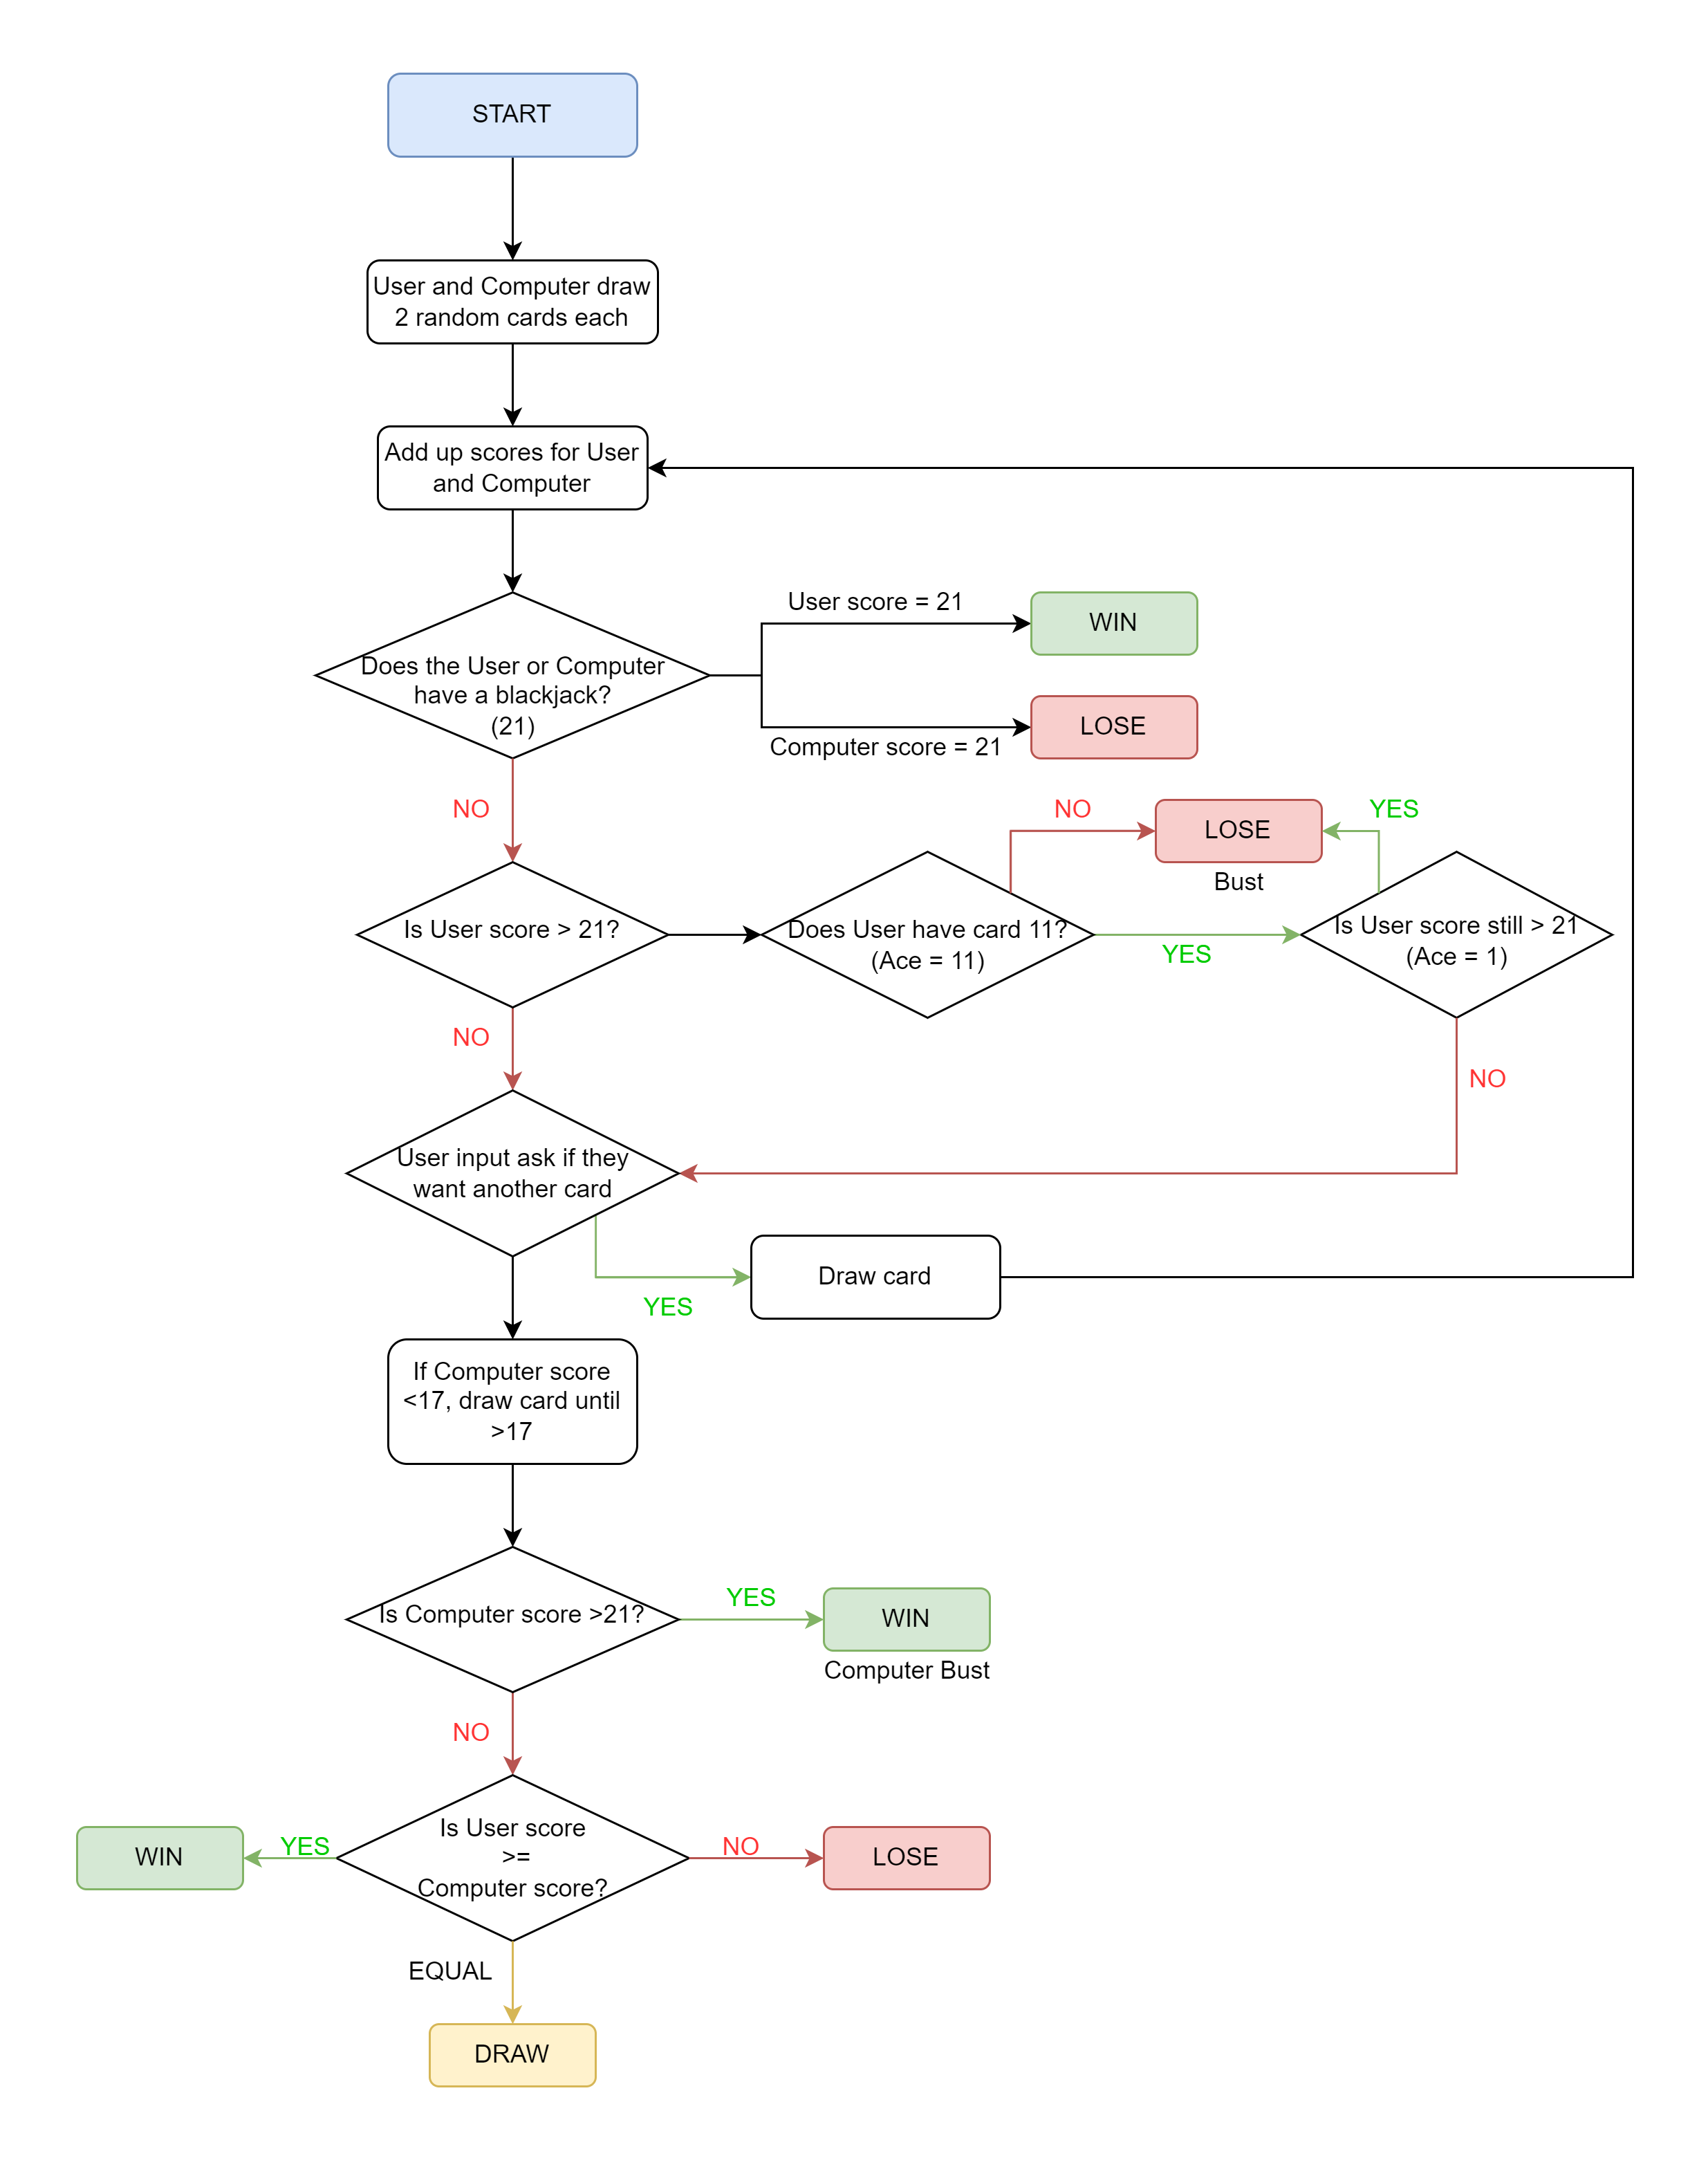 START
User and Computer draw
2 random cards each
Add up scores for User
and Computer
Does the User or Computer
have a blackjack?
(21)
User score = 21
WIN
Computer score = 21
LOSE
NO
Is User score > 21?
Does User have card 11?
(Ace = 11)
NO
LOSE
Bust
YES
YES
Is User score still > 21
(Ace = 1)
NO
NO
User input ask if they
want another card
YES
Draw card
If Computer score
<17, draw card until
>17
Is Computer score >21?
YES
WIN
Computer Bust
NO
Is User score
>=
Computer score?
YES
WIN
NO
LOSE
EQUAL
DRAW